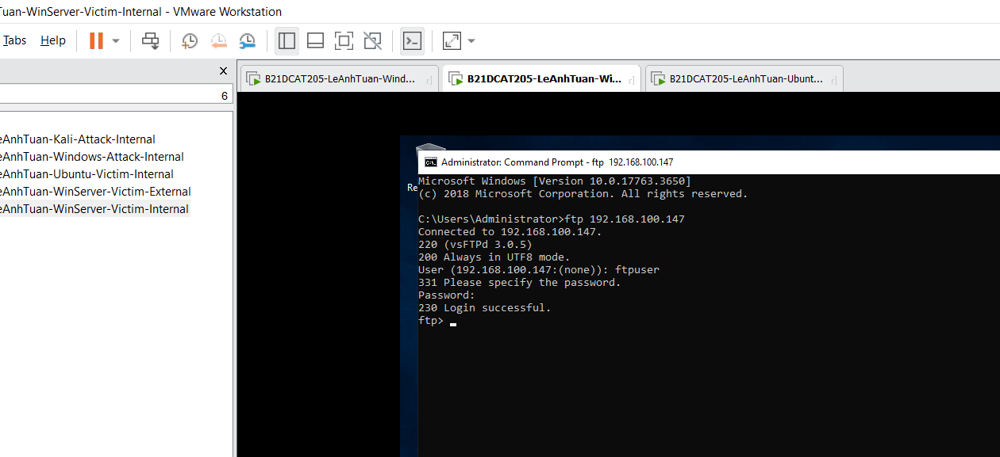 Tuan-WinServer-Victim-Internal - VMware Workstation
Tabs Help
6
eAnhTuan-Kali-Attack-Internal
eAnhTuan-Windows-Attack-Internal
eAnhTuan-Ubuntu-Victim-Internal
eAnhTuan-WinServer-Victim-External
eAnhTuan-WinServer-Victim-Internal
B21DCAT205-LeAnhTuan-Wind...
B21DCAT205-LeAnhTuan-Wi...
B21DCAT205-LeAnhTuan-Ubunt...
Re
Administrator: Command Prompt - ftp 192.168.100.147
Microsoft Windows [Version 10.0.17763.3650]
(c) 2018 Microsoft Corporation. All rights reserved.
C:\Users\Administrator>ftp 192.168.100.147
Connected to 192.168.100.147.
220 (vsFTPd 3.0.5)
200 Always in UTF8 mode.
User (192.168.100.147:(none)): ftpuser
331 Please specify the password.
Password:
230 Login successful.
ftp>